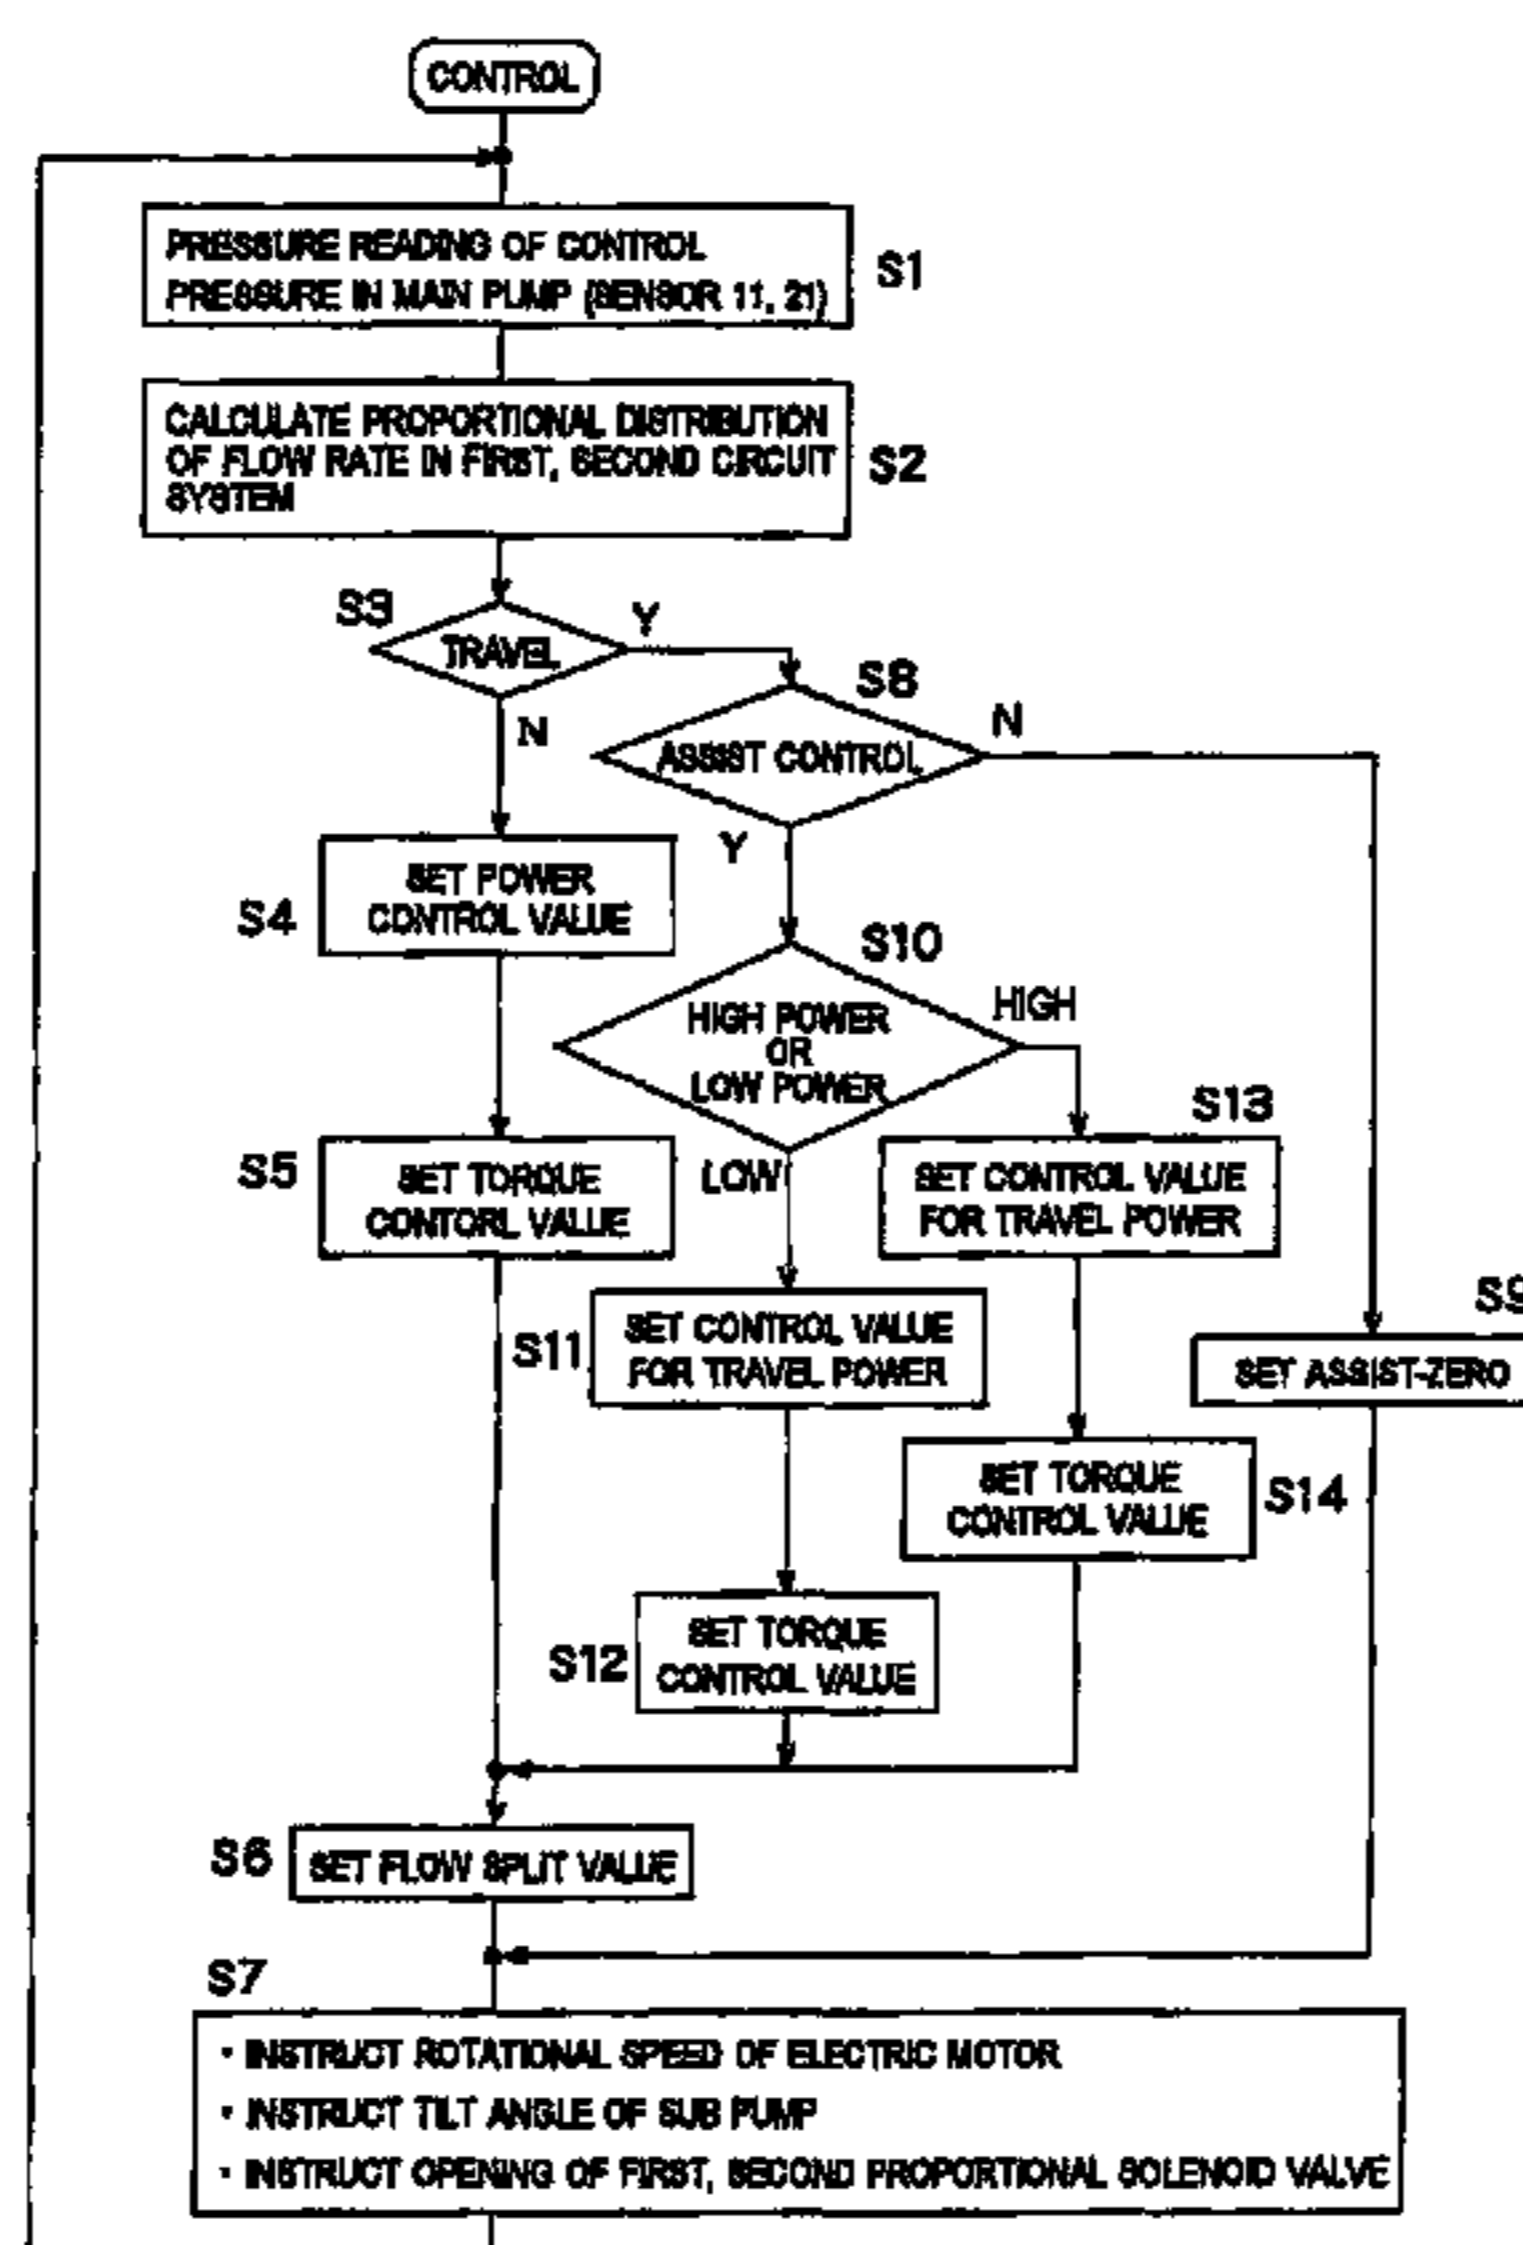 CONTROL
PRESSURE READING OF CONTROL
PRESSURE IN MAIN PUMP (SENSOR 11, 21)
S1
CALCULATE PROPORTIONAL DISTRIBUTION
OF FLOW RATE IN FIRST, SECOND CIRCUIT
SYSTEM
S2
S3
TRAVEL
Y
N
S8
ASSIST CONTROL
N
Y
S4
SET POWER
CONTROL VALUE
S10
HIGH POWER
OR
LOW POWER
HIGH
LOW
S5
SET TORQUE
CONTORL VALUE
S13
SET CONTROL VALUE
FOR TRAVEL POWER
S11
SET CONTROL VALUE
FOR TRAVEL POWER
S9
SET ASSIST-ZERO
SET TORQUE
CONTROL VALUE
S14
S12
SET TORQUE
CONTROL VALUE
S6
SET FLOW SPLIT VALUE
S7
· INSTRUCT ROTATIONAL SPEED OF ELECTRIC MOTOR
· INSTRUCT TILT ANGLE OF SUB PUMP
· INSTRUCT OPENING OF FIRST, SECOND PROPORTIONAL SOLENOID VALVE